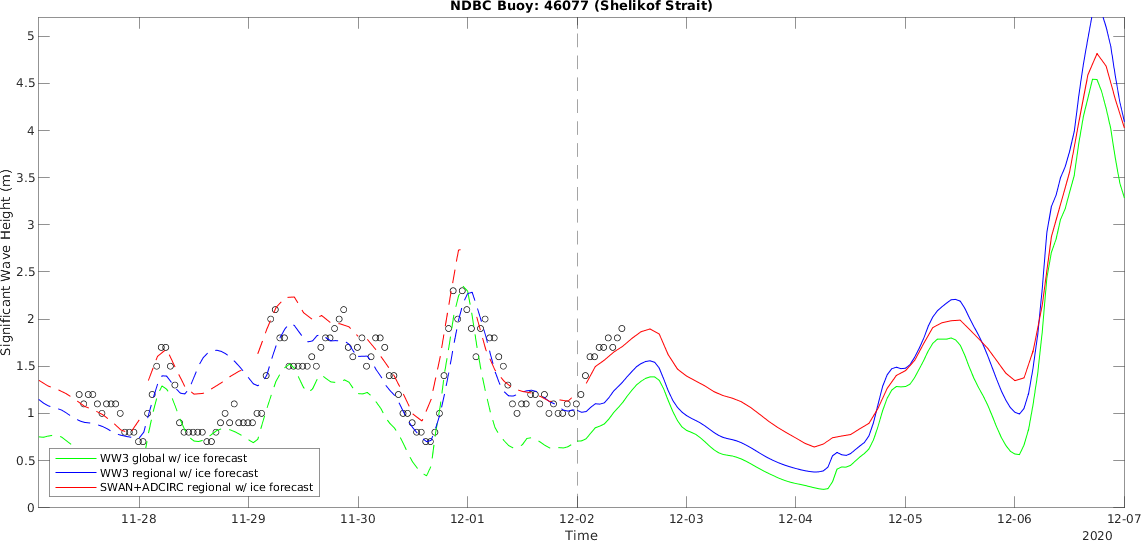 NDBC Buoy: 46077 (Shelikof Strait)
Significant Wave Height (m)
5
4.5
4
3.5
3
2.5
2
1.5
1
0.5
0
WW3 global w/ ice forecast
WW3 regional w/ ice forecast
SWAN+ADCIRC regional w/ ice forecast
11-28 11-29 11-30 12-01 12-02 12-03 12-04 12-05 12-06 12-07
Time
2020